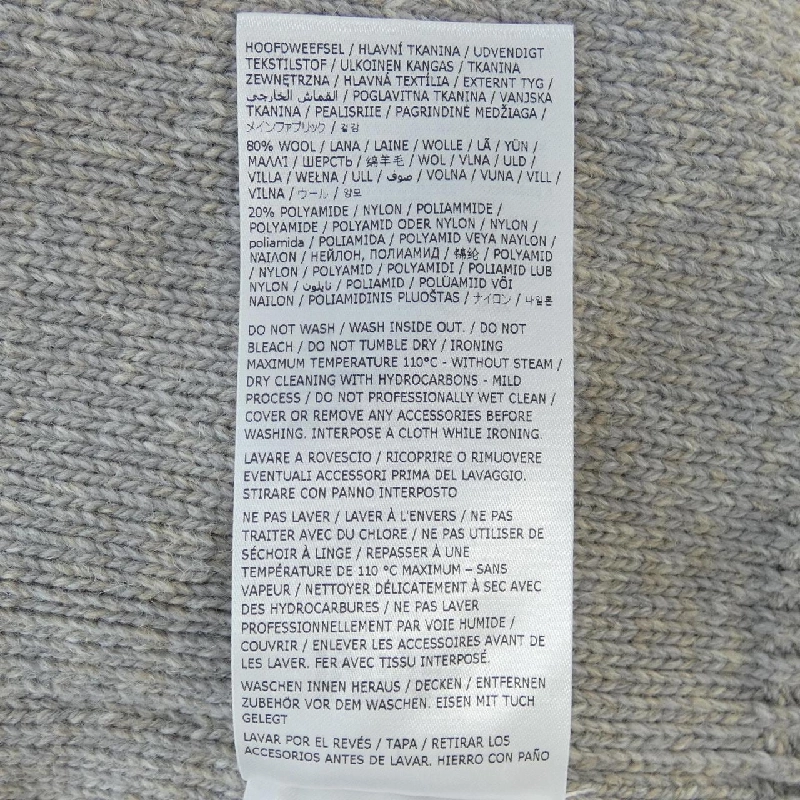 HOOFDWEEFSEL / HLAVNÍ TKANINA / UDVENDIGT
TEKSTILSTOF / ULKOINEN KANGAS / TKANINA
ZEWNĘTRZNA / HLAVNÁ TEXTÍLIA / EXTERNT TYG /
القماش الخارجي / POGLAVITNA TKANINA / VANJSKA
TKANINA / PEALISRIIE / PAGRINDINĖ MEDŽIAGA /
メインファブリック / 겉감
80% WOOL / LANA / LAINE / WOLLE / LÃ / YÜN /
ΜΑΛΛΊ / ШЕРСТЬ / 绵羊毛 / WOL / VLNA / ULD /
VILLA / WEŁNA / ULL / صوف / VOLNA / VUNA / VILL /
VILNA / ウール / 양모
20% POLYAMIDE / NYLON / POLIAMMIDE /
POLYAMIDE / POLYAMID ODER NYLON / NYLON /
poliamida / POLIAMIDA / POLYAMID VEYA NAYLON /
ΝΆΙΛΟΝ / НЕЙЛОН, ПОЛИАМИД / 锦纶 / POLYAMID
/ NYLON / POLYAMID / POLYAMIDI / POLIAMID LUB
NYLON / نايلون / POLIAMID / POLÜAMIID VÕI
NAILON / POLIAMIDINIS PLUOŠTAS / ナイロン / 나일론
DO NOT WASH / WASH INSIDE OUT. / DO NOT
BLEACH / DO NOT TUMBLE DRY / IRONING
MAXIMUM TEMPERATURE 110°C - WITHOUT STEAM /
DRY CLEANING WITH HYDROCARBONS - MILD
PROCESS / DO NOT PROFESSIONALLY WET CLEAN /
COVER OR REMOVE ANY ACCESSORIES BEFORE
WASHING. INTERPOSE A CLOTH WHILE IRONING.
LAVARE A ROVESCIO / RICOPRIRE O RIMUOVERE
EVENTUALI ACCESSORI PRIMA DEL LAVAGGIO.
STIRARE CON PANNO INTERPOSTO
NE PAS LAVER / LAVER À L'ENVERS / NE PAS
TRAITER AVEC DU CHLORE / NE PAS UTILISER DE
SÉCHOIR À LINGE / REPASSER À UNE
TEMPÉRATURE DE 110 °C MAXIMUM – SANS
VAPEUR / NETTOYER DÉLICATEMENT À SEC AVEC
DES HYDROCARBURES / NE PAS LAVER
PROFESSIONNELLEMENT PAR VOIE HUMIDE /
COUVRIR / ENLEVER LES ACCESSOIRES AVANT DE
LES LAVER. FER AVEC TISSU INTERPOSÉ.
WASCHEN INNEN HERAUS / DECKEN / ENTFERNEN
ZUBEHÖR VOR DEM WASCHEN. EISEN MIT TUCH
GELEGT
LAVAR POR EL REVÉS / TAPA / RETIRAR LOS
ACCESORIOS ANTES DE LAVAR. HIERRO CON PAÑO